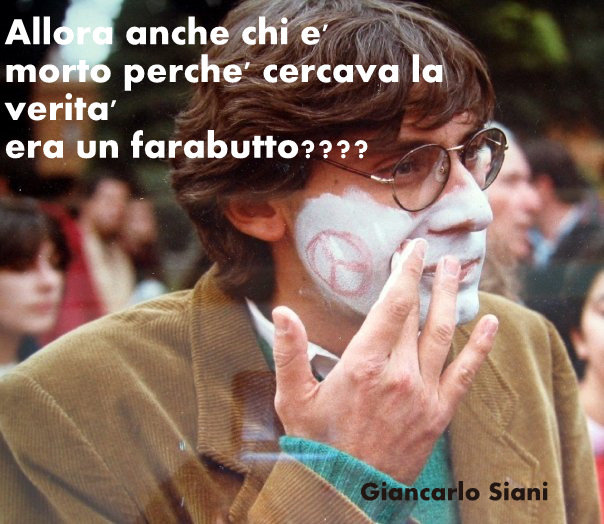 Allora anche chi e'
morto perche' cercava la
verita'
era un farabutto????
Giancarlo Siani